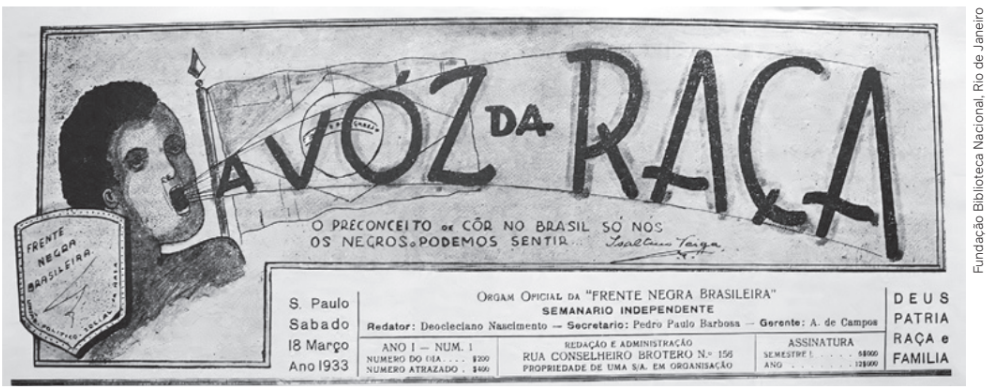 A VÓZ DA RAÇA
O PRECONCEITO DE CÔR NO BRASIL SÓ NÓS
OS NEGROS O PODEMOS SENTIR...
Isaltino Veiga
FRENTE
NEGRA
BRASILEIRA
S. Paulo
Sabado
18 Março
Ano 1933
ORGAM OFICIAL DA "FRENTE NEGRA BRASILEIRA"
SEMANARIO INDEPENDENTE
Redator: Deocleciano Nascimento — Secretario: Pedro Paulo Barbosa — Gerente: A. de Campos
ANO I — NUM. 1
NUMERO DO DIA .... $200
NUMERO ATRAZADO . $400
REDAÇÃO E ADMINISTRAÇÃO
RUA CONSELHEIRO BROTERO N.º 156
PROPRIEDADE DE UMA S/A. EM ORGANISAÇÃO
ASSINATURA
SEMESTRE . . . . 6$000
ANO . . . . . 12$000
DEUS
PATRIA
RAÇA e
FAMILIA
Fundação Biblioteca Nacional, Rio de Janeiro